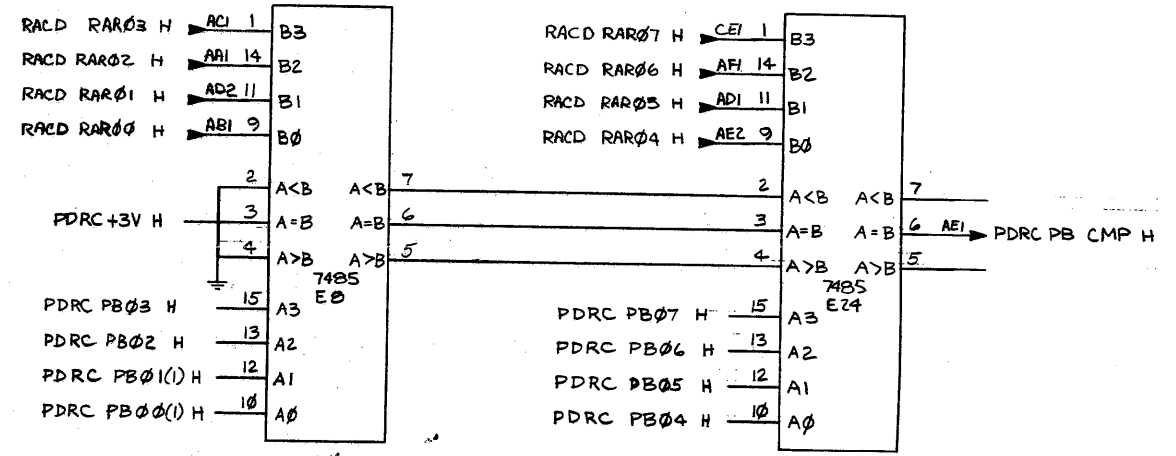 RACD RARØ3 H AC1 1 B3
RACD RARØ2 H AA1 14 B2
RACD RARØ1 H AD2 11 B1
RACD RARØØ H AB1 9 BØ
2 A<B A<B 7
PDRC +3V H 3 A=B A=B 6
4 A>B A>B 5
7485
E8
PDRC PBØ3 H 15 A3
PDRC PBØ2 H 13 A2
PDRC PBØ1(1) H 12 A1
PDRC PBØØ(1) H 1Ø AØ
RACD RARØ7 H CE1 1 B3
RACD RARØ6 H AF1 14 B2
RACD RARØ5 H AD1 11 B1
RACD RARØ4 H AE2 9 BØ
2 A<B A<B 7
3 A=B A=B 6 AE1 PDRC PB CMP H
4 A>B A>B 5
7485
E24
PDRC PBØ7 H 15 A3
PDRC PBØ6 H 13 A2
PDRC PBØ5 H 12 A1
PDRC PBØ4 H 1Ø AØ